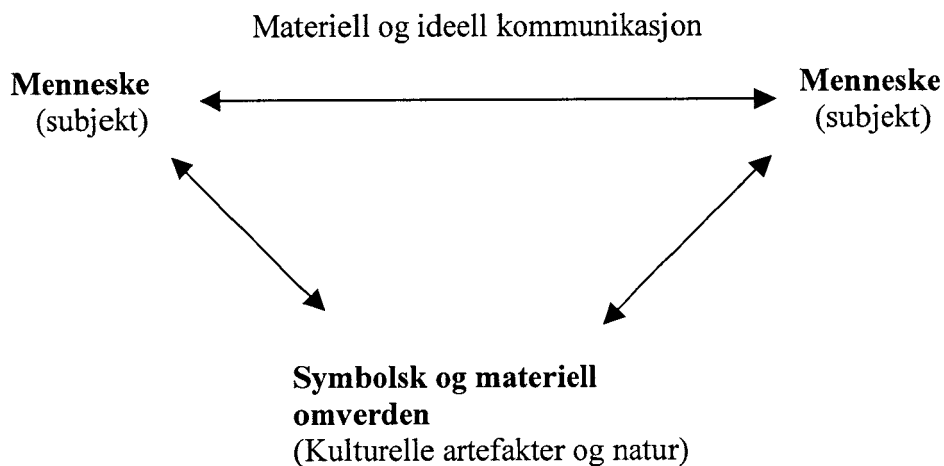 Materiell og ideell kommunikasjon
Menneske
(subjekt)
Menneske
(subjekt)
Symbolsk og materiell
omverden
(Kulturelle artefakter og natur)